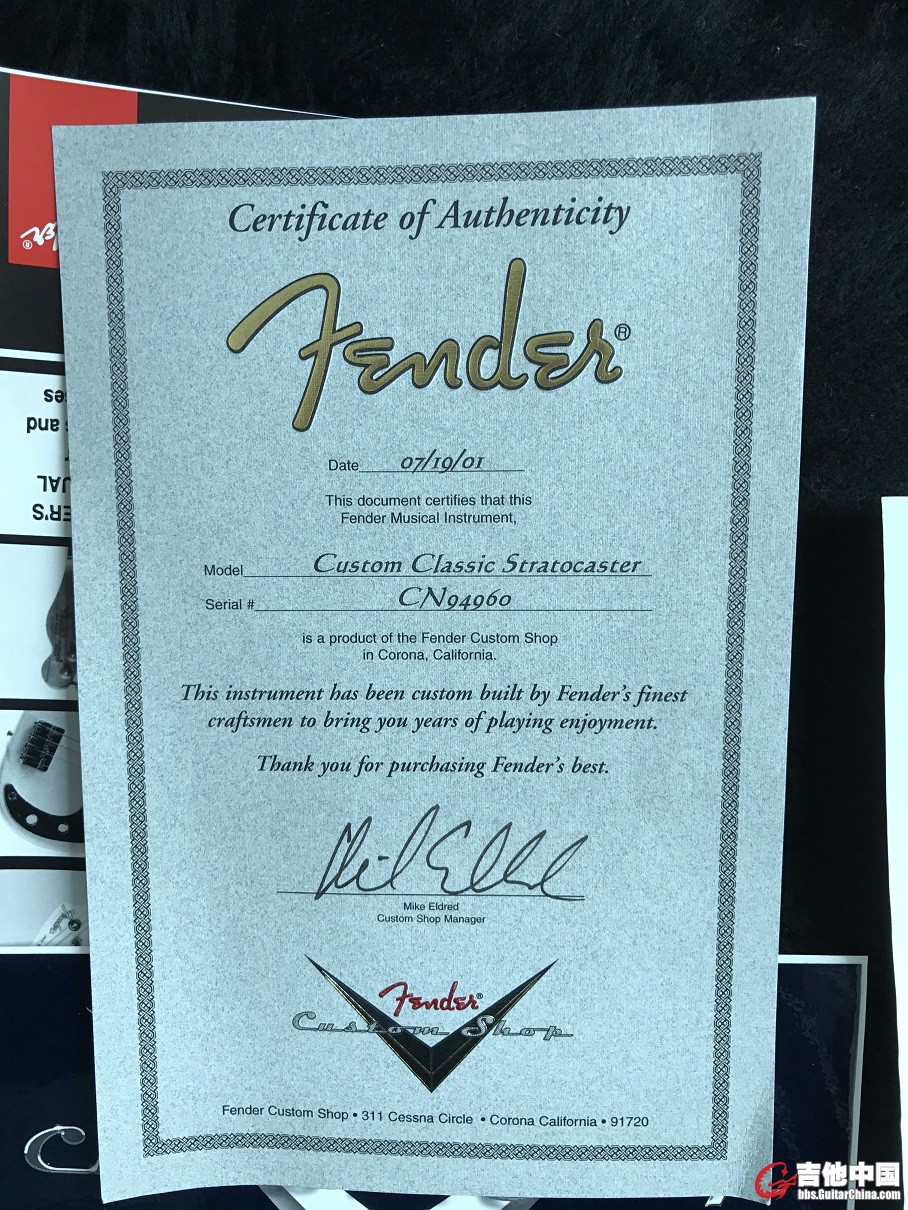 Certificate of Authenticity
Fender®
Date 07/19/01
This document certifies that this
Fender Musical Instrument,
Model Custom Classic Stratocaster
Serial # CN94960
is a product of the Fender Custom Shop
in Corona, California.
This instrument has been custom built by Fender's finest
craftsmen to bring you years of playing enjoyment.
Thank you for purchasing Fender's best.
Mike Eldred
Mike Eldred
Custom Shop Manager
Fender®
Custom Shop
Fender Custom Shop • 311 Cessna Circle • Corona California • 91720
and
吉他中国
bbs.GuitarChina.com